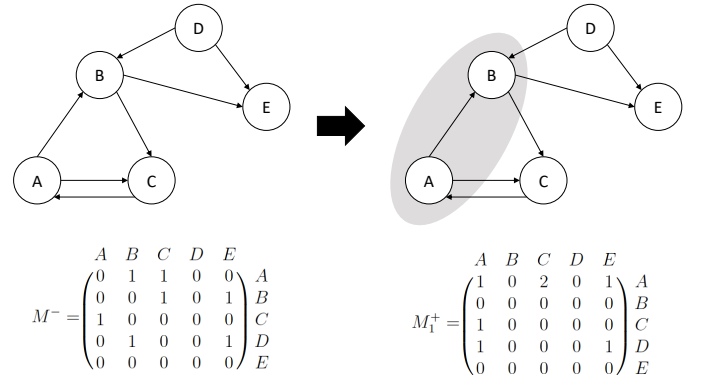 D
D
B
B
E
E
A
C
A
C
A B C D E
0 1 1 0 0 A
0 0 1 0 1 B
M⁻ = 1 0 0 0 0 C
0 1 0 0 1 D
0 0 0 0 0 E
A B C D E
1 0 2 0 1 A
0 0 0 0 0 B
M₁⁺ = 1 0 0 0 0 C
1 0 0 0 1 D
0 0 0 0 0 E